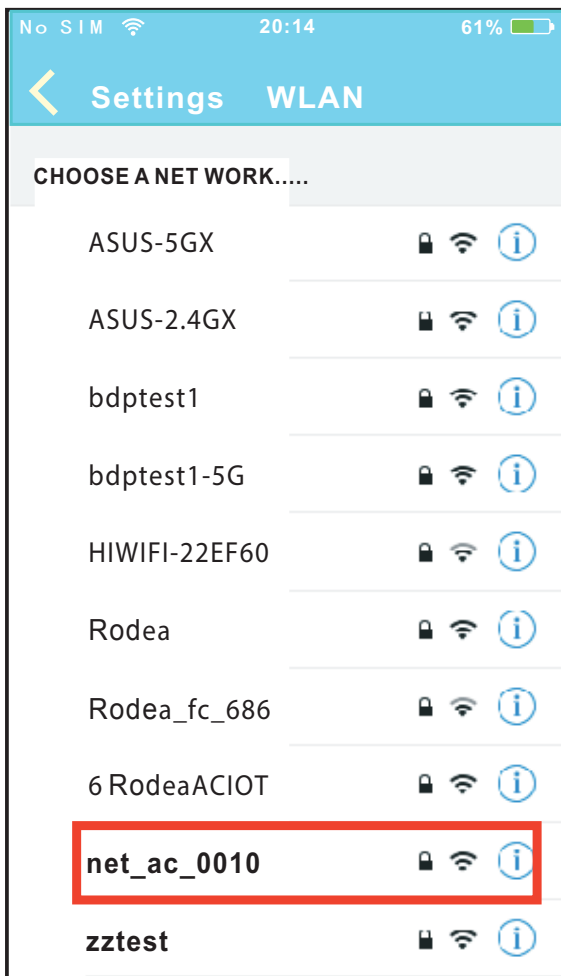 No SIM 20:14 61%
Settings WLAN
CHOOSE A NET WORK.....
ASUS-5GX
ASUS-2.4GX
bdptest1
bdptest1-5G
HIWIFI-22EF60
Rodea
Rodea_fc_686
6 RodeaACIOT
net_ac_0010
zztest